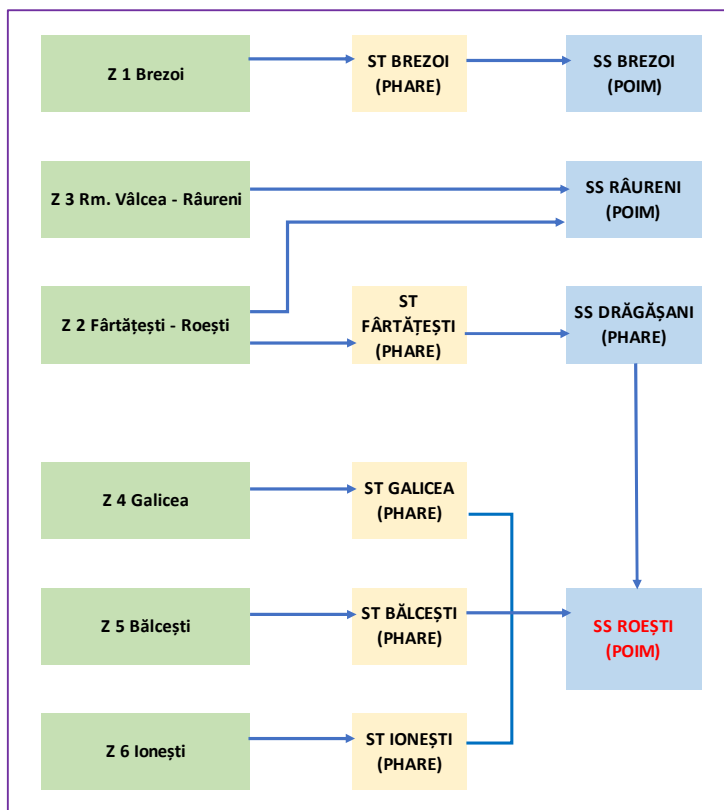 Z 1 Brezoi
ST BREZOI
(PHARE)
SS BREZOI
(POIM)
Z 3 Rm. Vâlcea - Râureni
SS RÂURENI
(POIM)
Z 2 Fârtățești - Roești
ST
FÂRTĂȚEȘTI
(PHARE)
SS DRĂGĂȘANI
(PHARE)
Z 4 Galicea
ST GALICEA
(PHARE)
Z 5 Bălcești
ST BĂLCEȘTI
(PHARE)
SS ROEȘTI
(POIM)
Z 6 Ionești
ST IONEȘTI
(PHARE)